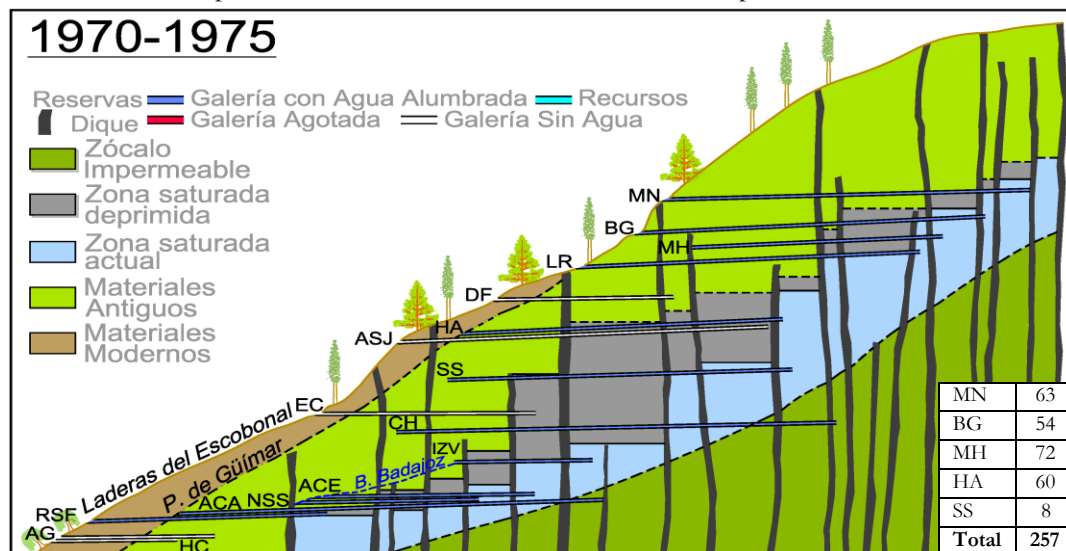 1970-1975
Reservas Galería con Agua Alumbrada Recursos
Dique Galería Agotada Galería Sin Agua
Zócalo
Impermeable
Zona saturada
deprimida
Zona saturada
actual
Materiales
Antiguos
Materiales
Modernos
MN
BG
MH
LR
DF
HA
ASJ
SS
EC
CH
IZV
Laderas del Escobonal
P. de Güímar
B. Badajoz
ACE
NSS
ACA
RSF
AG
HC
MN 63
BG 54
MH 72
HA 60
SS 8
Total 257